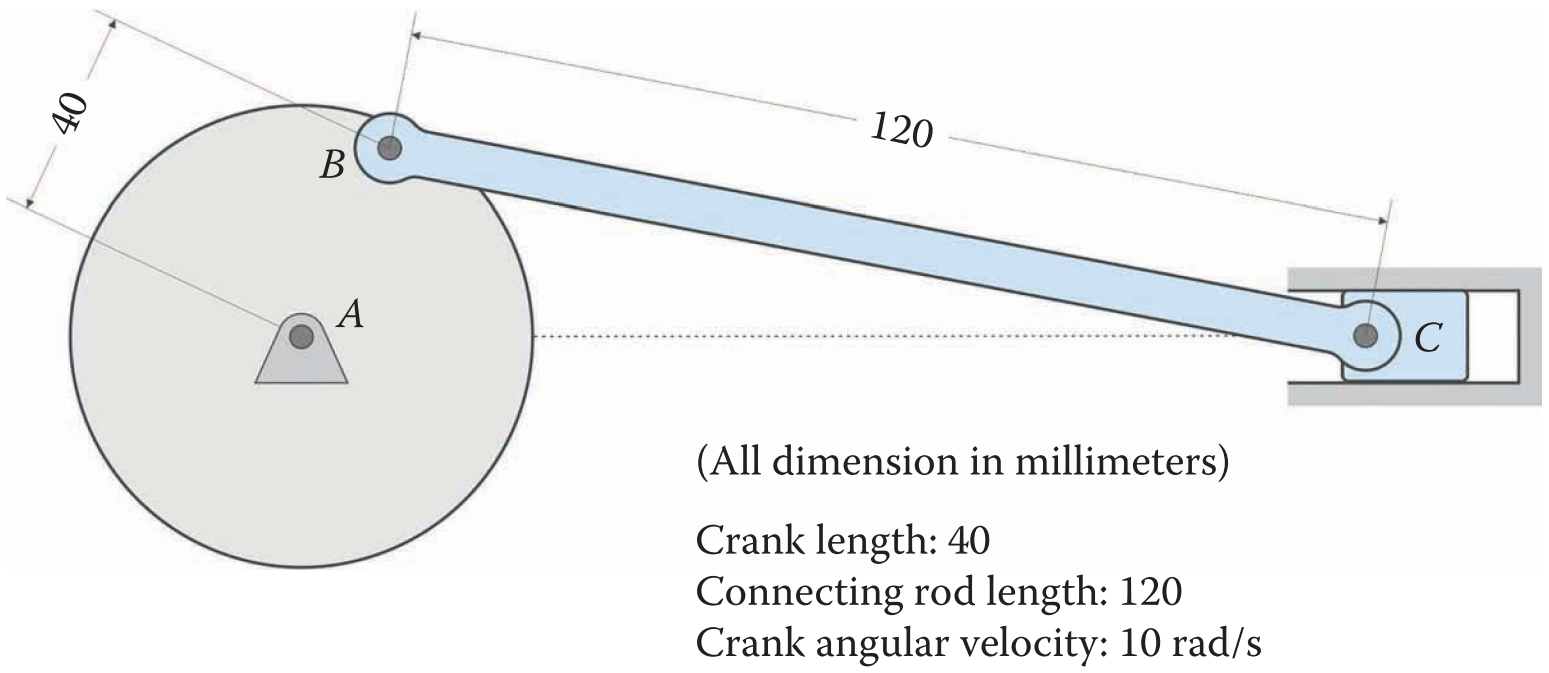 40
120
B
A
C
(All dimension in millimeters)
Crank length: 40
Connecting rod length: 120
Crank angular velocity: 10 rad/s